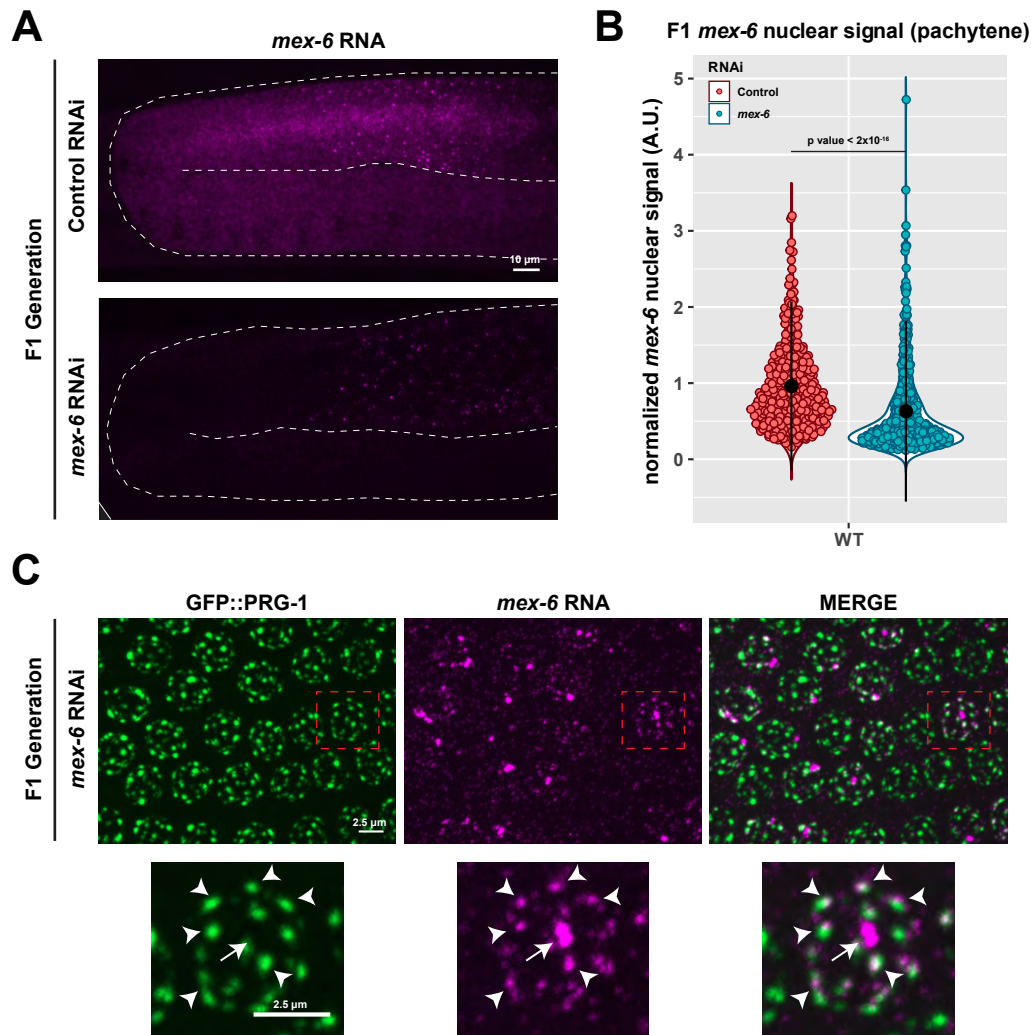 A
mex-6 RNA
F1 Generation
Control RNAi
10 µm
mex-6 RNAi
B
F1 mex-6 nuclear signal (pachytene)
RNAi
Control
mex-6
p value < 2x10⁻¹⁶
normalized mex-6 nuclear signal (A.U.)
5
4
3
2
1
0
WT
C
GFP::PRG-1
mex-6 RNA
MERGE
F1 Generation
mex-6 RNAi
2.5 µm
2.5 µm